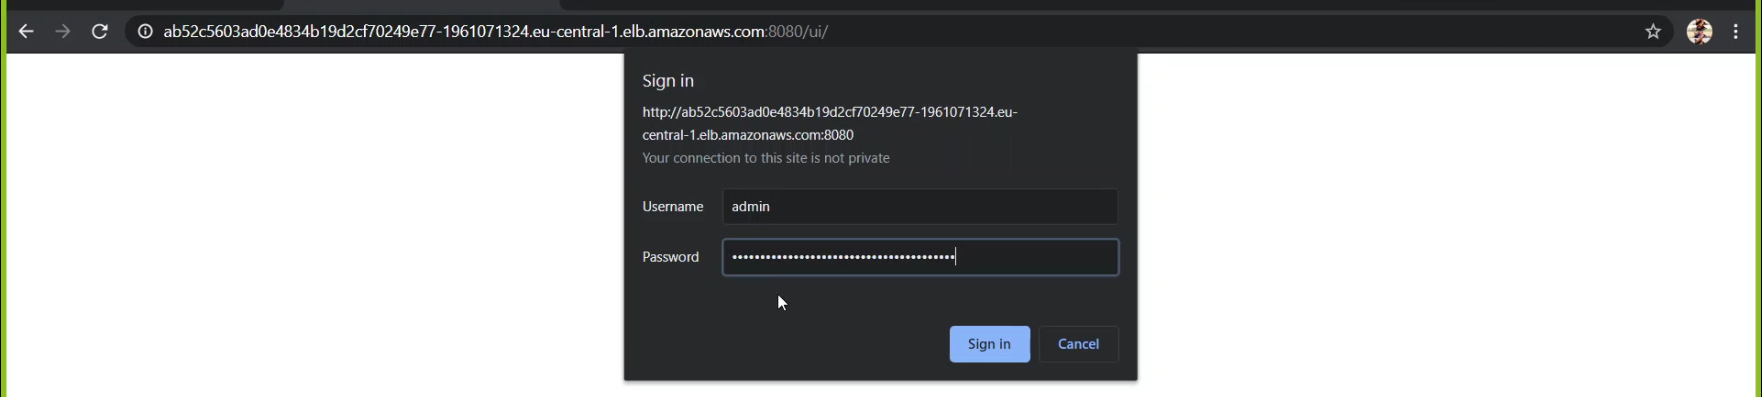 ab52c5603ad0e4834b19d2cf70249e77-1961071324.eu-central-1.elb.amazonaws.com:8080/ui/
Sign in
http://ab52c5603ad0e4834b19d2cf70249e77-1961071324.eu-
central-1.elb.amazonaws.com:8080
Your connection to this site is not private
Username admin
Password ••••••••••••••••••••••••••••••••••••••••
Sign in Cancel